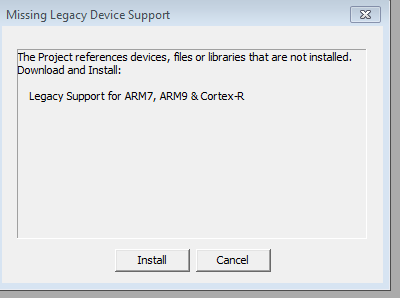 Missing Legacy Device Support
The Project references devices, files or libraries that are not installed.
Download and Install:
Legacy Support for ARM7, ARM9 & Cortex-R
Install
Cancel